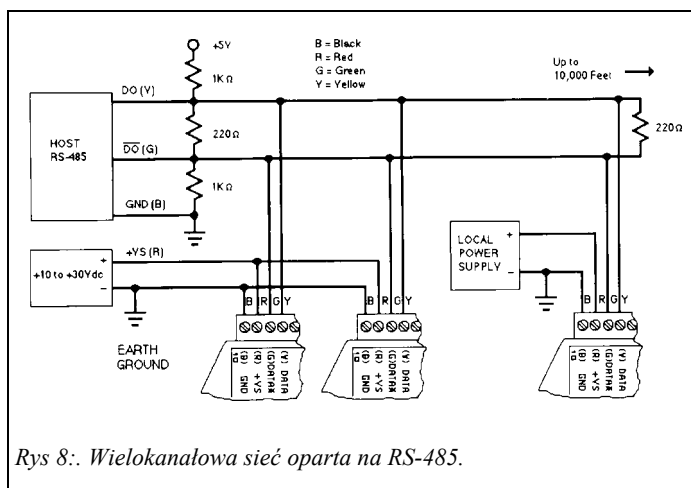 +5V
1KΩ
B = Black
R = Red
G = Green
Y = Yellow
Up to
10,000 Feet
DO (Y)
220Ω
220Ω
HOST
RS-485
DO (G)
1KΩ
GND (B)
+VS (R)
+10 to +30Vdc
+
-
LOCAL
POWER
SUPPLY
+
-
B R G Y
B R G Y
B R G Y
EARTH
GROUND
(B) GND
(R) +VS
(G) DATA*
(Y) DATA
(B) GND
(R) +VS
(G) DATA*
(Y) DATA
(B) GND
(R) +VS
(G) DATA*
(Y) DATA
Rys 8:. Wielokanałowa sieć oparta na RS-485.